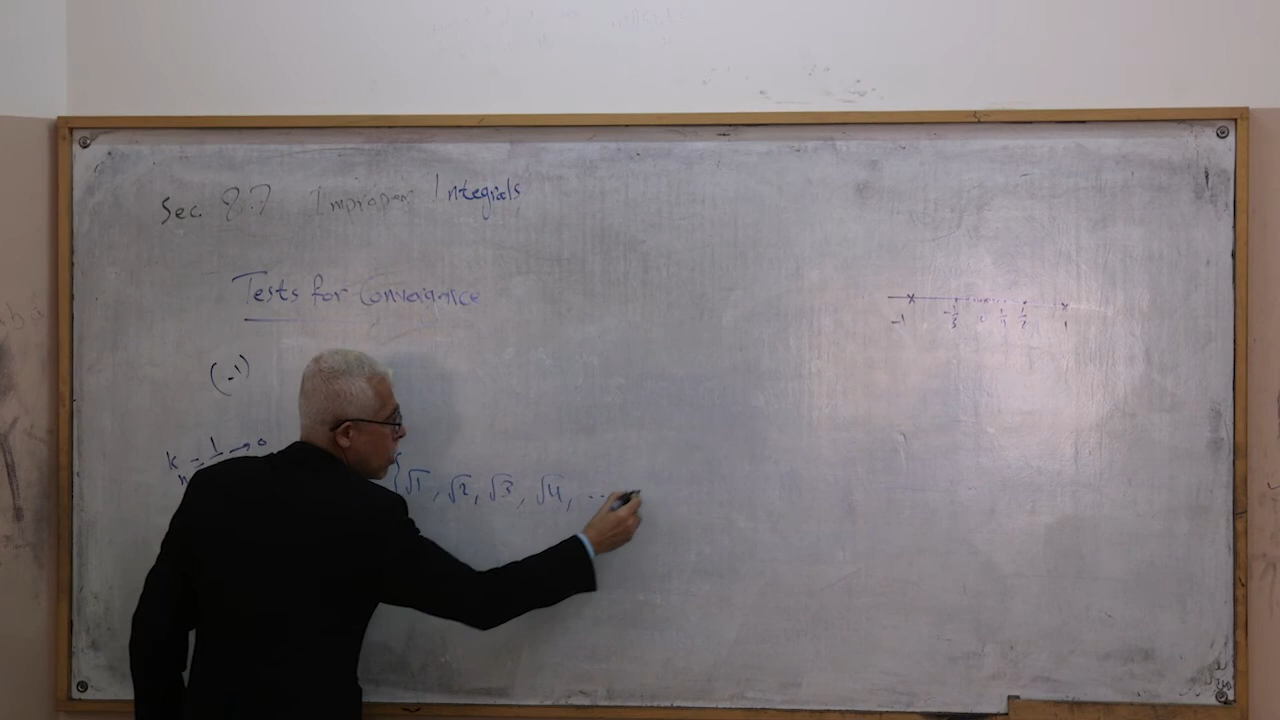 Sec. 8.7 Improper Integrals
Tests for Convergence
-1 -1/3 0 1/4 1/2 1
(-1)
= 1 → 0
{√1, √2, √3, √4, ...